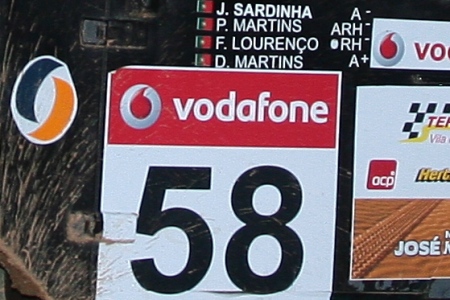 J. SARDINHA A -
P. MARTINS ARH -
F. LOURENÇO RH -
D. MARTINS A+
vodafone
58
acp
JOSÉ